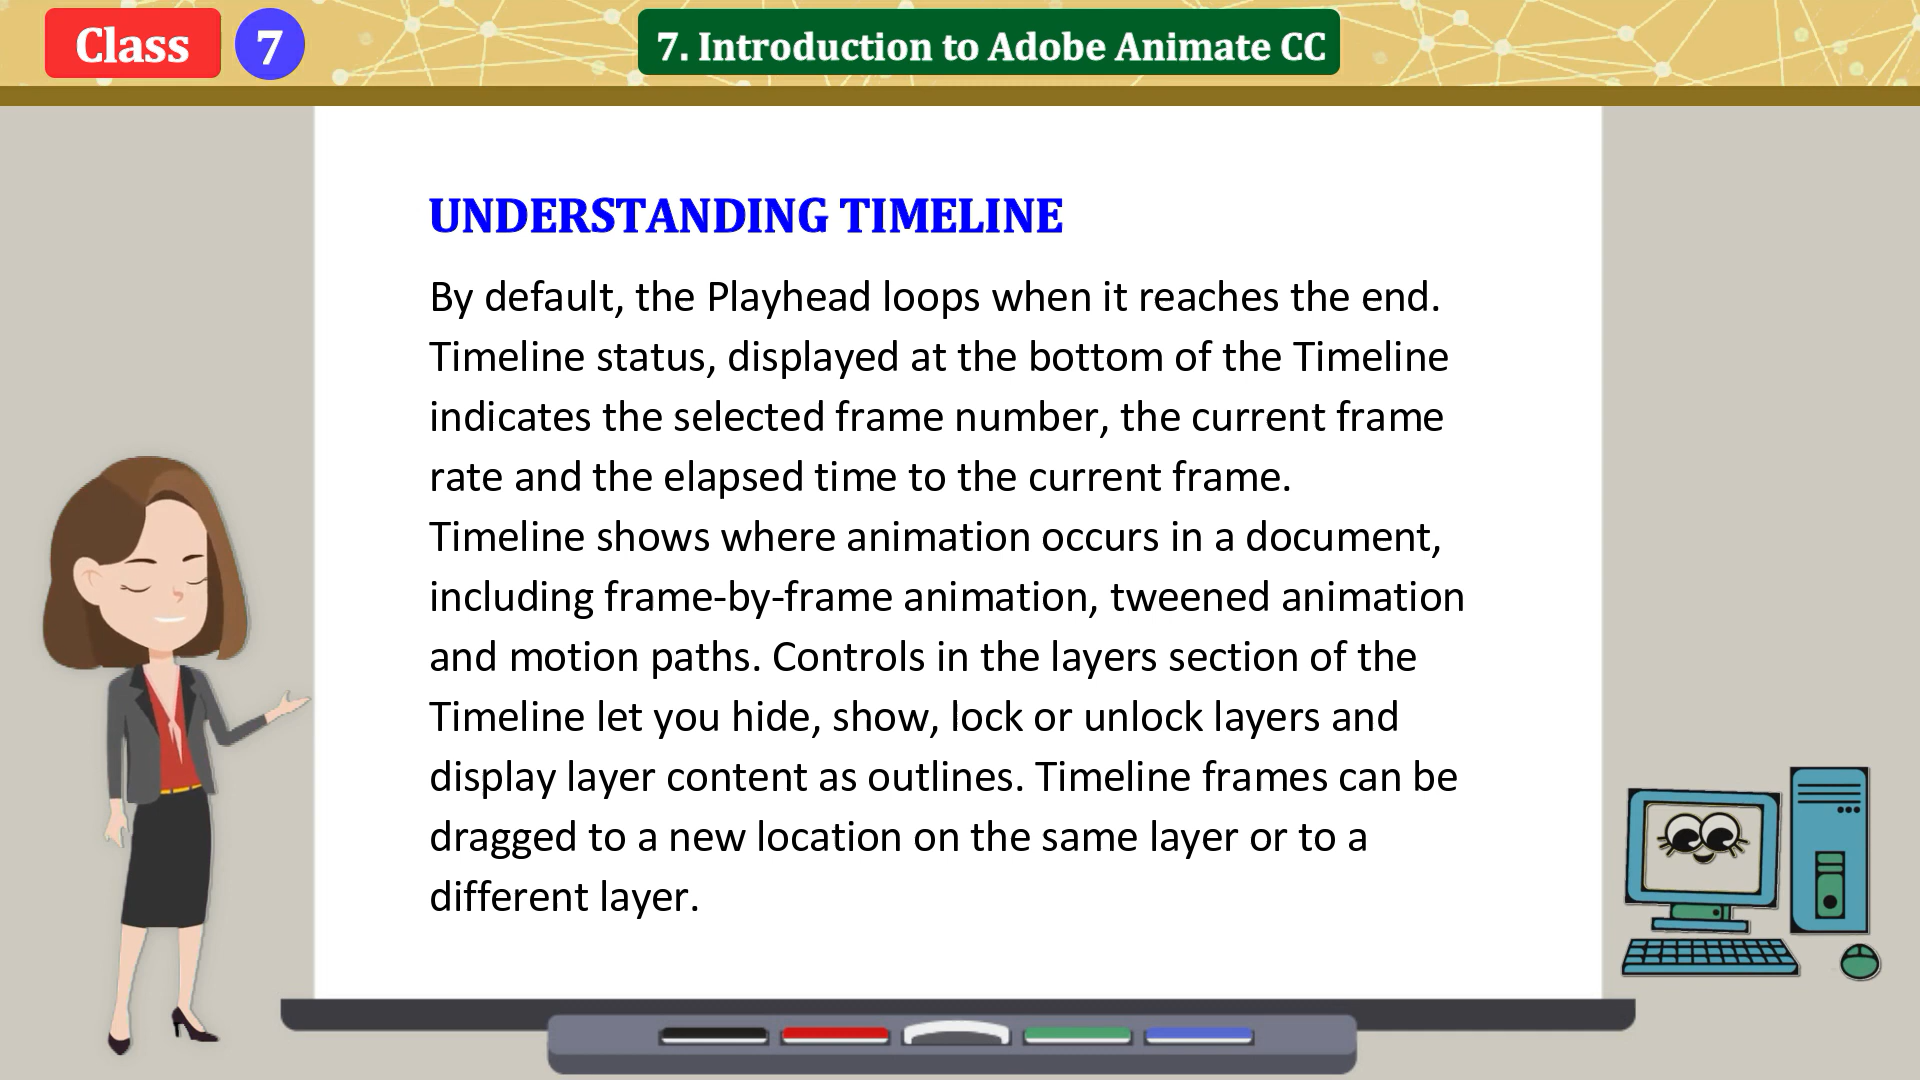 Class 7
7. Introduction to Adobe Animate CC
UNDERSTANDING TIMELINE
By default, the Playhead loops when it reaches the end.
Timeline status, displayed at the bottom of the Timeline
indicates the selected frame number, the current frame
rate and the elapsed time to the current frame.
Timeline shows where animation occurs in a document,
including frame-by-frame animation, tweened animation
and motion paths. Controls in the layers section of the
Timeline let you hide, show, lock or unlock layers and
display layer content as outlines. Timeline frames can be
dragged to a new location on the same layer or to a
different layer.